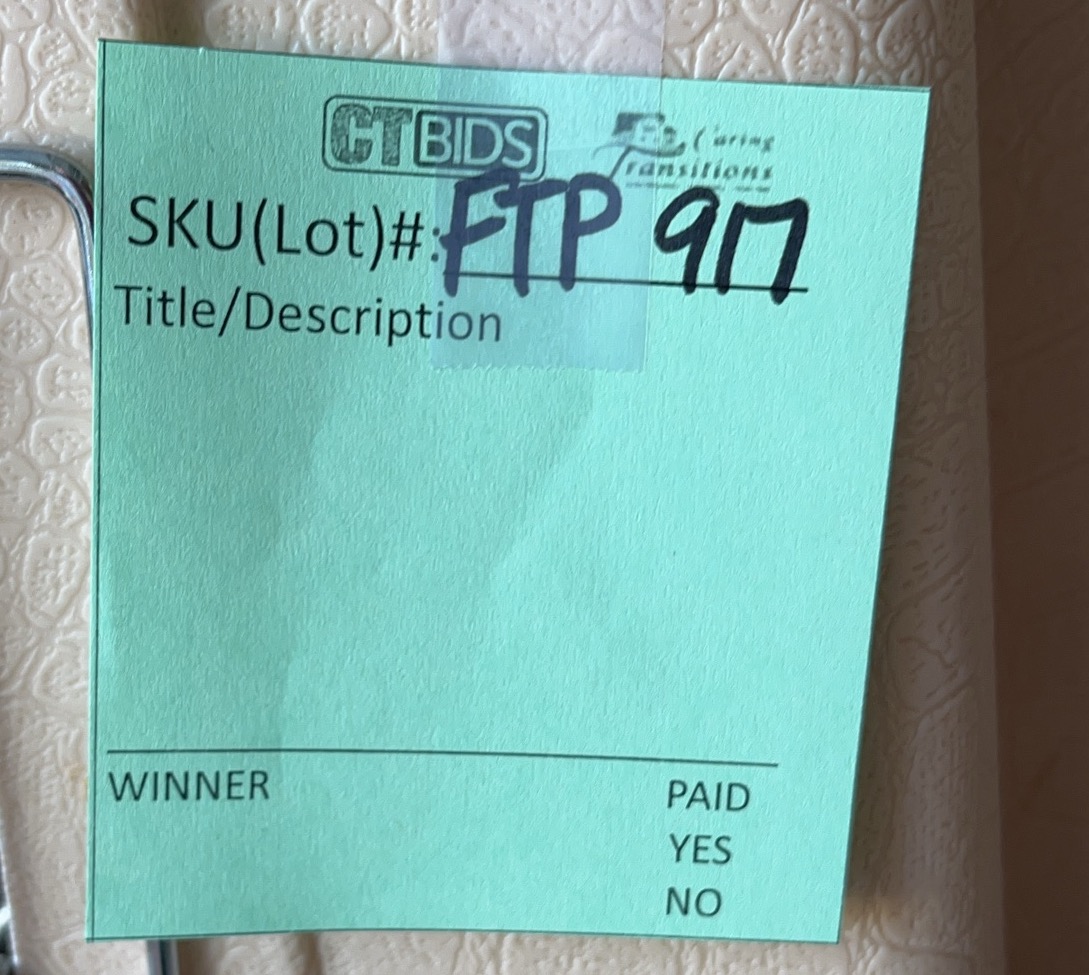 CTBIDS
Caring
Transitions
SKU(Lot)#: FTP 917
Title/Description
WINNER
PAID
YES
NO